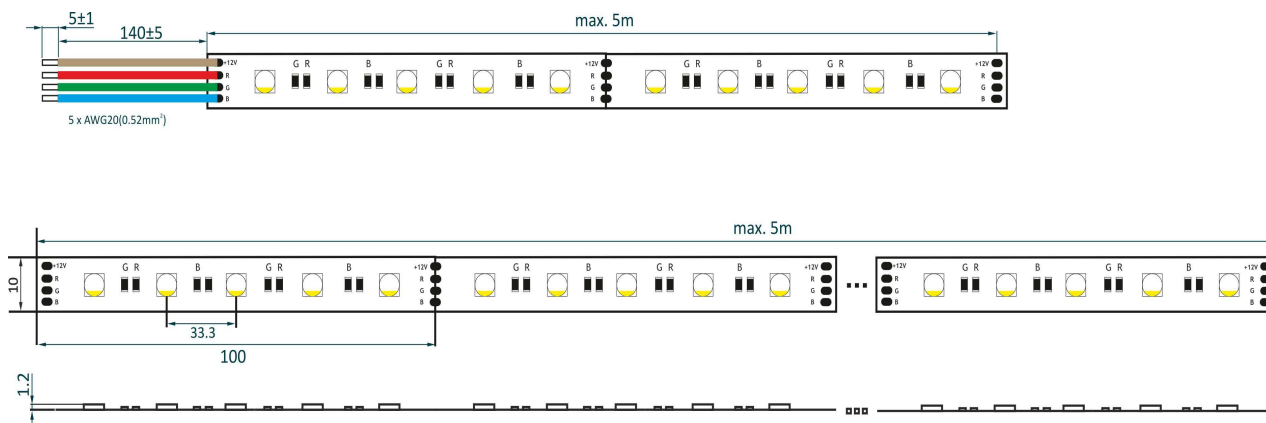 5±1
140±5
max. 5m
+12V G R B G R B +12V G R B G R B +12V
R R R
G G G
B B B
5 x AWG20(0.52mm²)
max. 5m
+12V G R B G R B +12V G R B G R B +12V +12V G R B G R B +12V
R R R R R
10 G G G G G
B B B B B
33.3
100
1.2